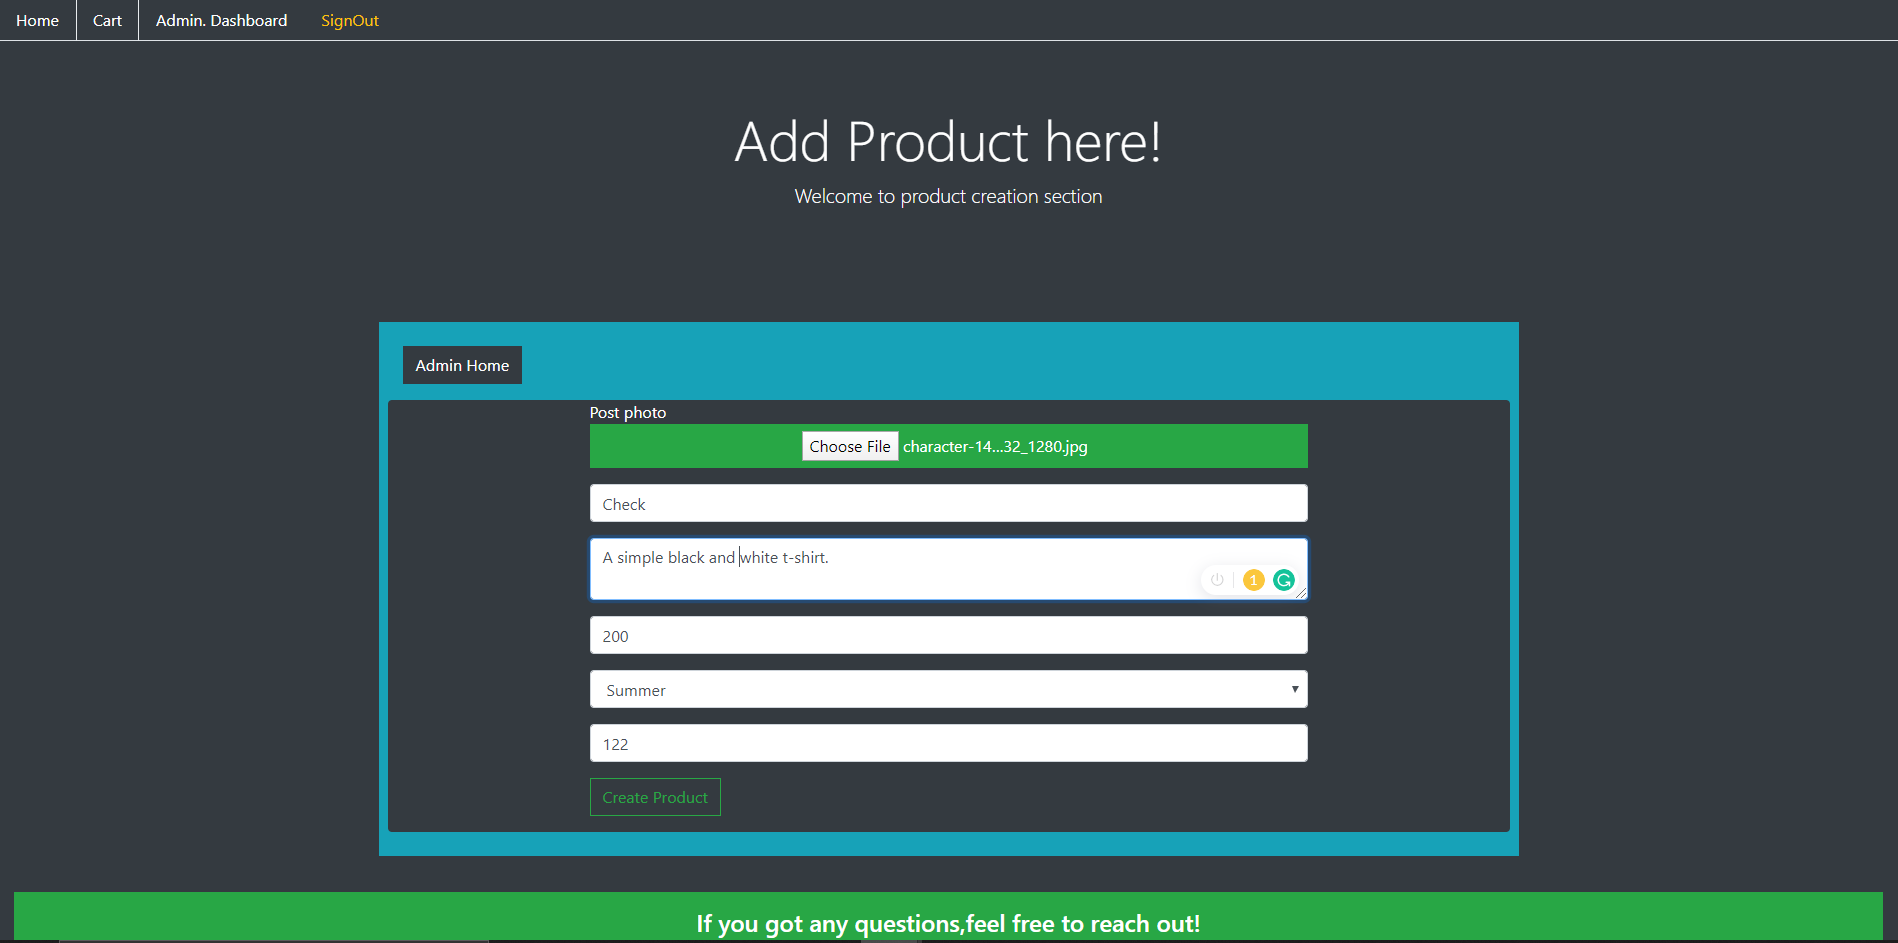 Home Cart Admin. Dashboard SignOut
Add Product here!
Welcome to product creation section
Admin Home
Post photo
Choose File character-14...32_1280.jpg
Check
A simple black and white t-shirt.
1
200
Summer
122
Create Product
If you got any questions,feel free to reach out!